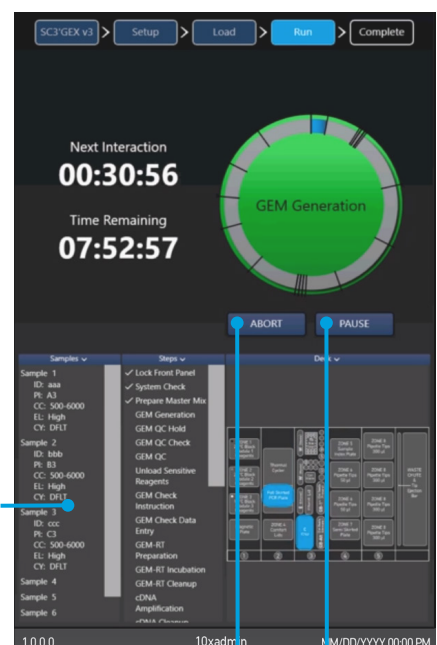 SC3'GEX v3 > Setup > Load > Run > Complete
Next Interaction
00:30:56
Time Remaining
07:52:57
GEM Generation
ABORT
PAUSE
Samples
Sample 1
ID: aaa
PI: A3
CC: 500-6000
EL: High
CY: DFLT
Sample 2
ID: bbb
PI: B3
CC: 500-6000
EL: High
CY: DFLT
Sample 3
ID: ccc
PI: C3
CC: 500-6000
EL: High
CY: DFLT
Sample 4
Sample 5
Sample 6
Steps
✓ Lock Front Panel
✓ System Check
✓ Prepare Master Mix
GEM Generation
GEM QC Hold
GEM QC Check
GEM QC
Unload Sensitive
Reagents
GEM Check
Instruction
GEM Check Data
Entry
GEM-RT
Preparation
GEM-RT Incubation
GEM-RT Cleanup
cDNA
Amplification
cDNA Cleanup
Deck
1.0.0.0
10xadmin
MM/DD/YYYY 00:00 PM